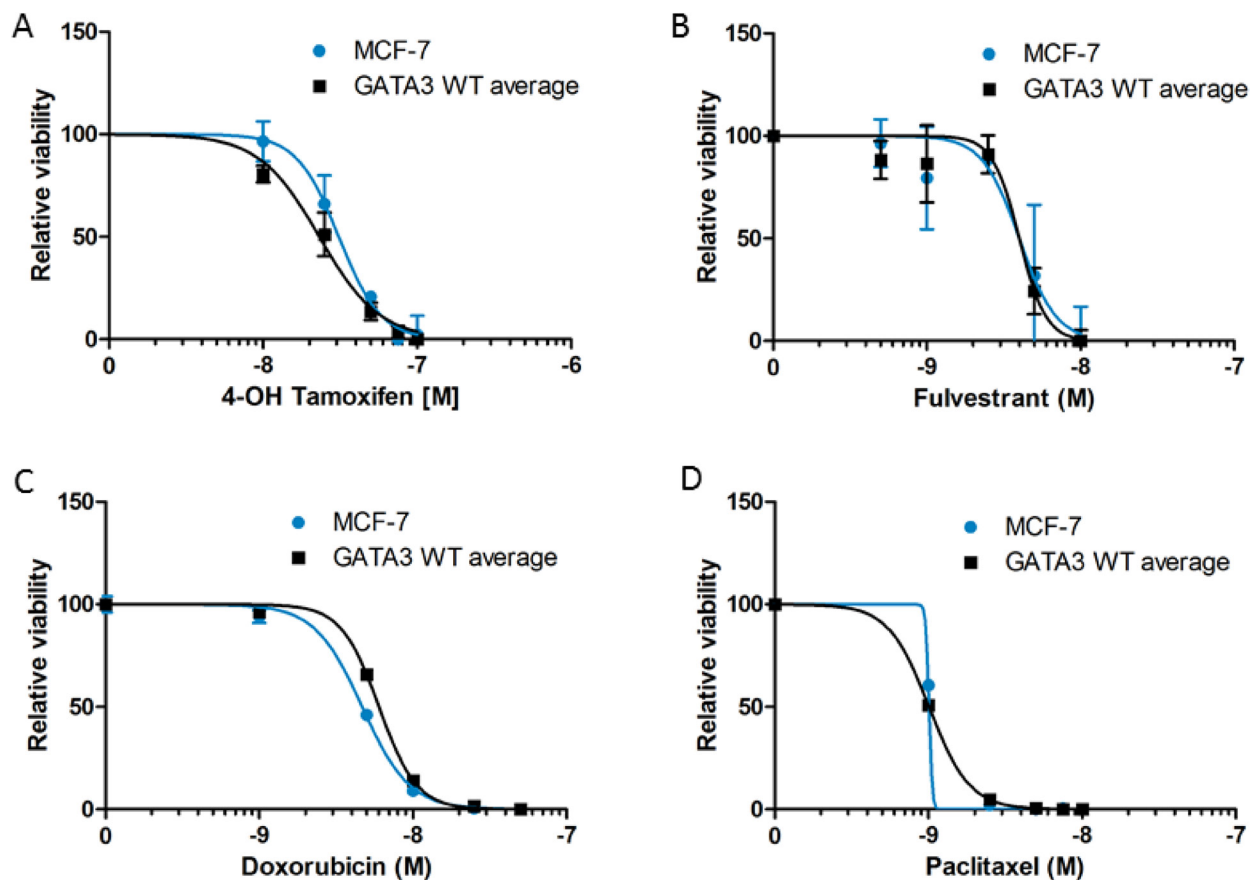 A
150
MCF-7
GATA3 WT average
100
50
0
Relative viability
0
-8
-7
-6
4-OH Tamoxifen [M]
B
150
MCF-7
GATA3 WT average
100
50
0
Relative viability
0
-9
-8
-7
Fulvestrant (M)
C
150
MCF-7
GATA3 WT average
100
50
0
Relative viability
0
-9
-8
-7
Doxorubicin (M)
D
150
MCF-7
GATA3 WT average
100
50
0
Relative viability
0
-9
-8
-7
Paclitaxel (M)